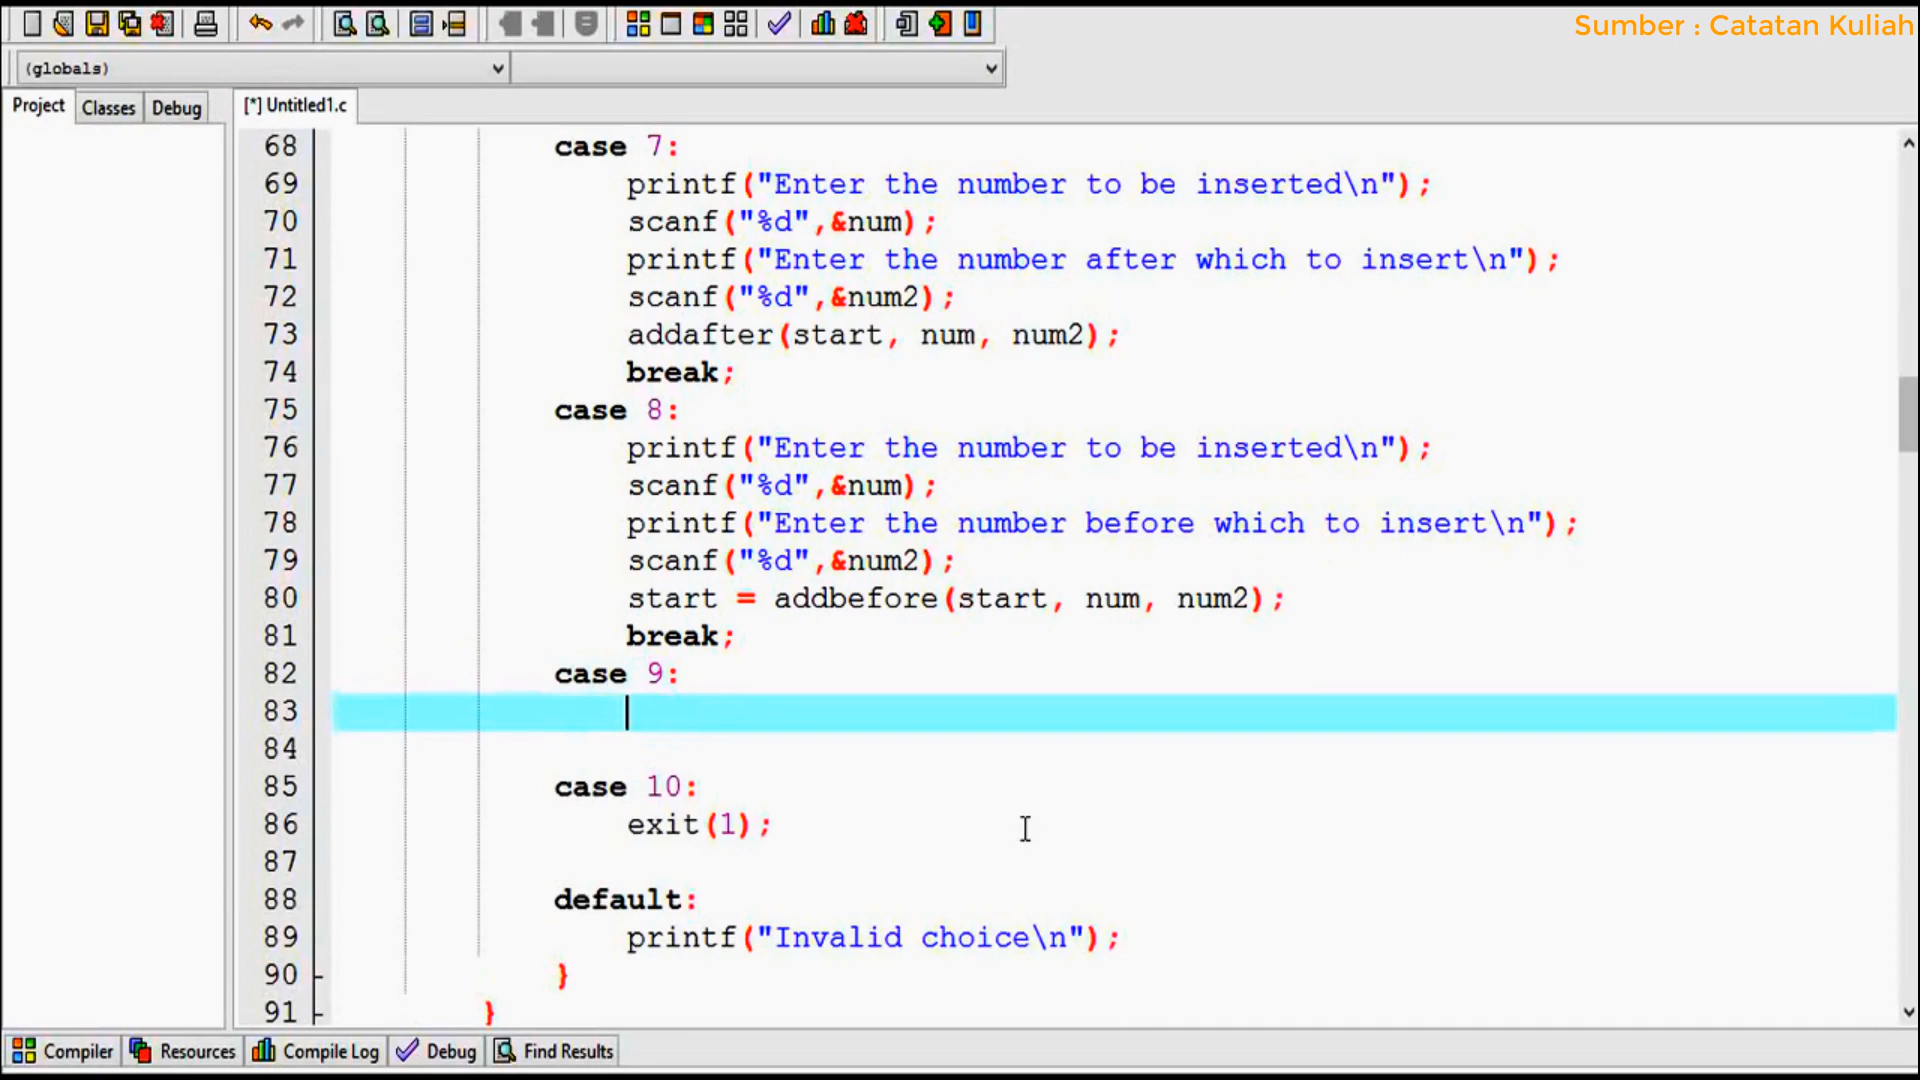 Sumber : Catatan Kuliah
(globals)
Project Classes Debug [*] Untitled1.c
68 case 7:
69 printf("Enter the number to be inserted\n");
70 scanf("%d",&num);
71 printf("Enter the number after which to insert\n");
72 scanf("%d",&num2);
73 addafter(start, num, num2);
74 break;
75 case 8:
76 printf("Enter the number to be inserted\n");
77 scanf("%d",&num);
78 printf("Enter the number before which to insert\n");
79 scanf("%d",&num2);
80 start = addbefore(start, num, num2);
81 break;
82 case 9:
83
84
85 case 10:
86 exit(1);
87
88 default:
89 printf("Invalid choice\n");
90 }
91 }
Compiler Resources Compile Log Debug Find Results